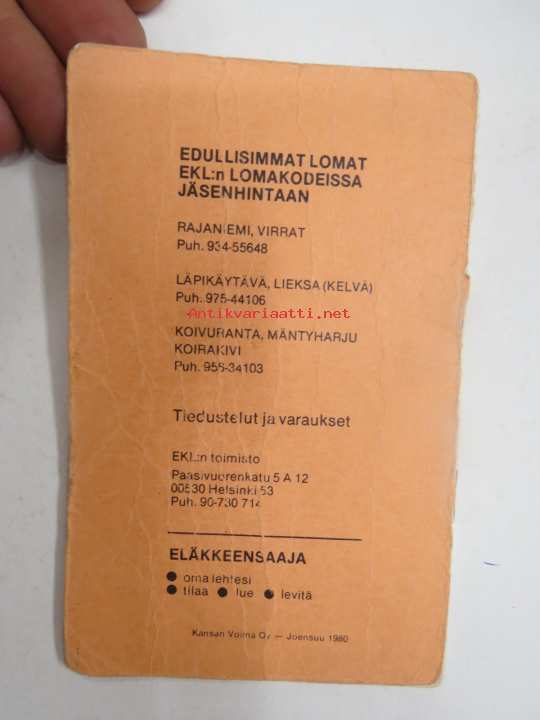 EDULLISIMMAT LOMAT
EKL:n LOMAKODEISSA
JÄSENHINTAAN
RAJANIEMI, VIRRAT
Puh. 934-55648
LÄPIKÄYTÄVÄ, LIEKSA (KELVÄ)
Puh. 975-44106
Antikvariaatti.net
KOIVURANTA, MÄNTYHARJU
KOIRAKIVI
Puh. 956-34103
Tiedustelut ja varaukset
EKL:n toimisto
Paasivuorenkatu 5 A 12
00530 Helsinki 53
Puh. 90-730 714
ELÄKKEENSAAJA
● oma lehtesi
● tilaa ● lue ● levitä
Kansan Voima Oy — Joensuu 1980